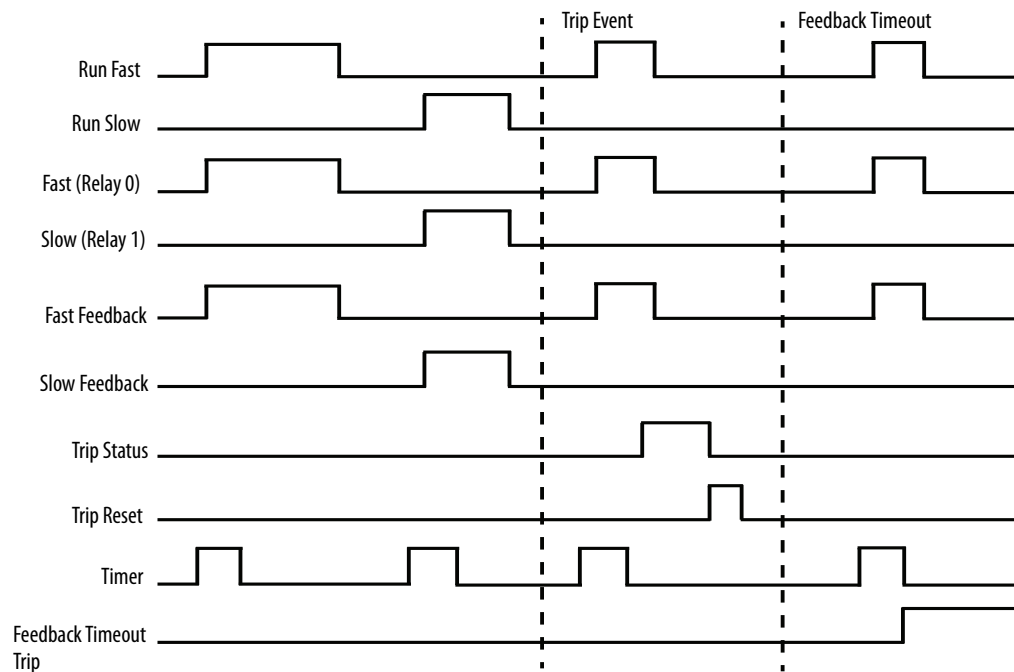 Trip Event
Feedback Timeout
Run Fast
Run Slow
Fast (Relay 0)
Slow (Relay 1)
Fast Feedback
Slow Feedback
Trip Status
Trip Reset
Timer
Feedback Timeout
Trip